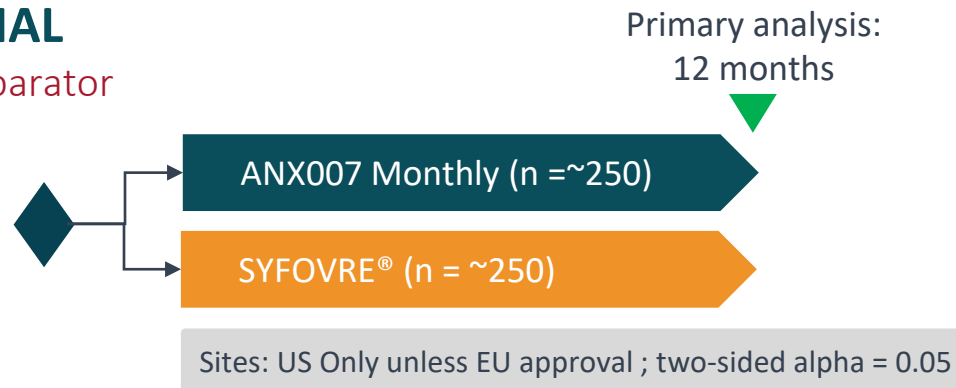 IAL
parator
Primary analysis:
12 months
ANX007 Monthly (n =~250)
SYFOVRE® (n = ~250)
Sites: US Only unless EU approval ; two-sided alpha = 0.05